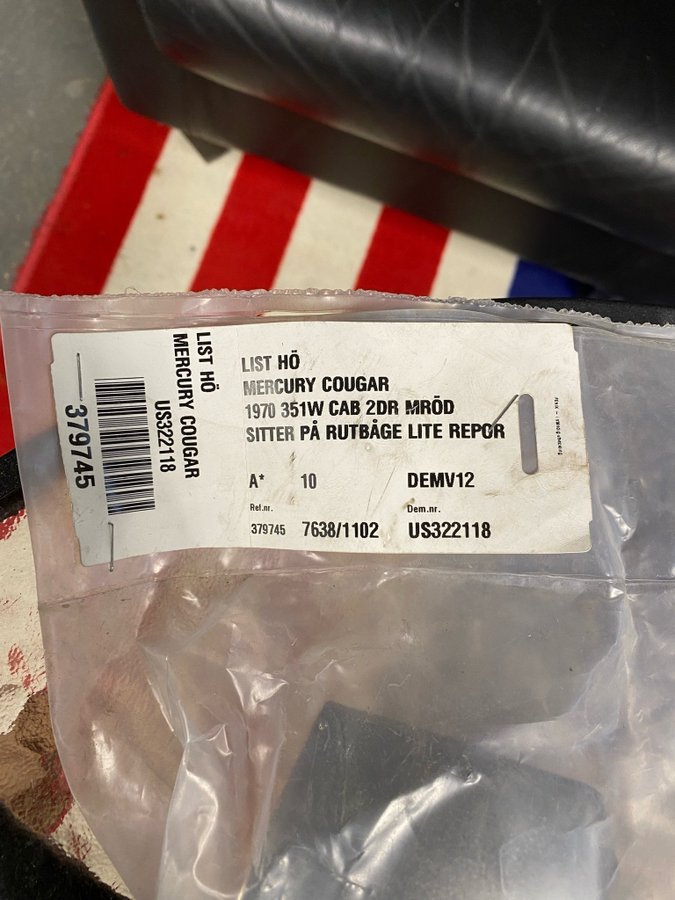 LIST HÖ
MERCURY COUGAR
US322118
379745
LIST HÖ
MERCURY COUGAR
1970 351W CAB 2DR MRÖD
SITTER PÅ RUTBÅGE LITE REPOR
A* 10 DEMV12
Ref.nr. Dem.nr.
379745 7638/1102 US322118